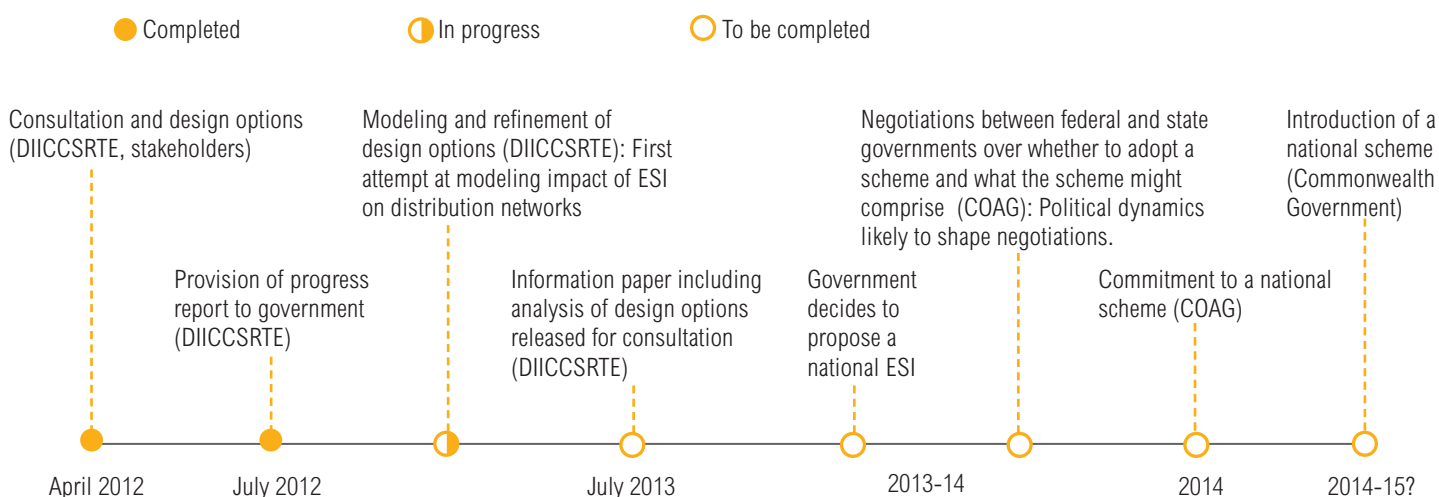 Completed
In progress
To be completed
Consultation and design options
(DIICCSRTE, stakeholders)
Modeling and refinement of
design options (DIICCSRTE): First
attempt at modeling impact of ESI
on distribution networks
Negotiations between federal and state
governments over whether to adopt a
scheme and what the scheme might
comprise  (COAG): Political dynamics
likely to shape negotiations.
Introduction of a
national scheme
(Commonwealth
Government)
Provision of progress
report to government
(DIICCSRTE)
Information paper including
analysis of design options
released for consultation
(DIICCSRTE)
Government
decides to
propose a
national ESI
Commitment to a national
scheme (COAG)
April 2012
July 2012
July 2013
2013-14
2014
2014-15?